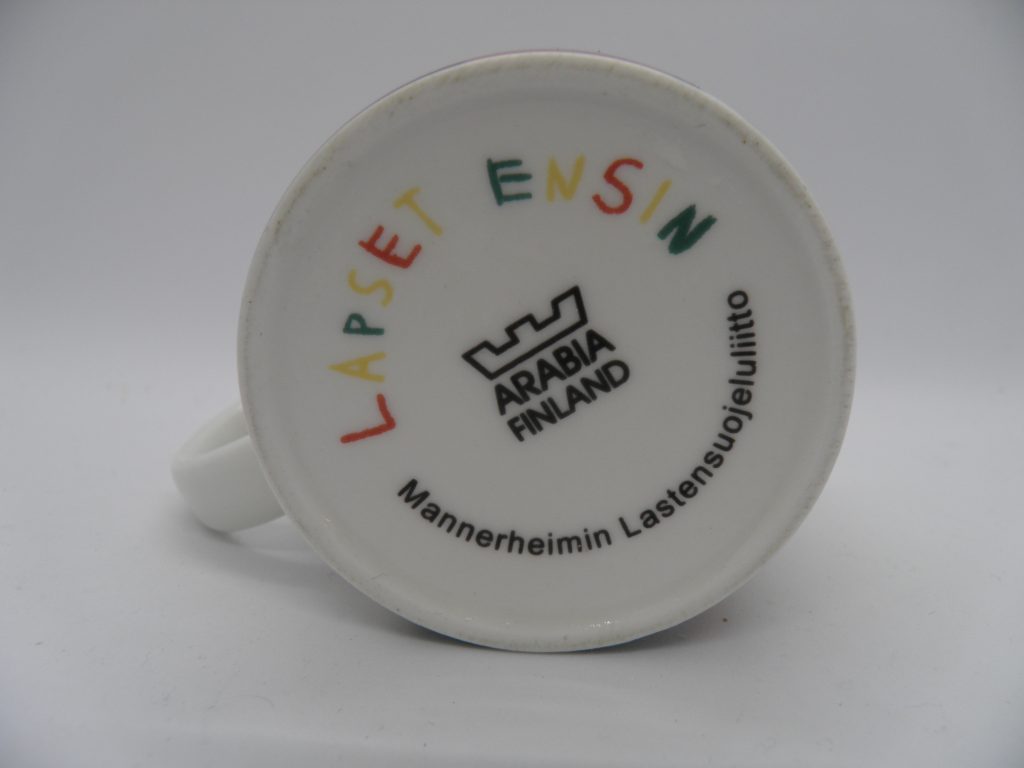 LAPSET ENSIN
ARABIA
FINLAND
Mannerheimin Lastensuojeluliitto